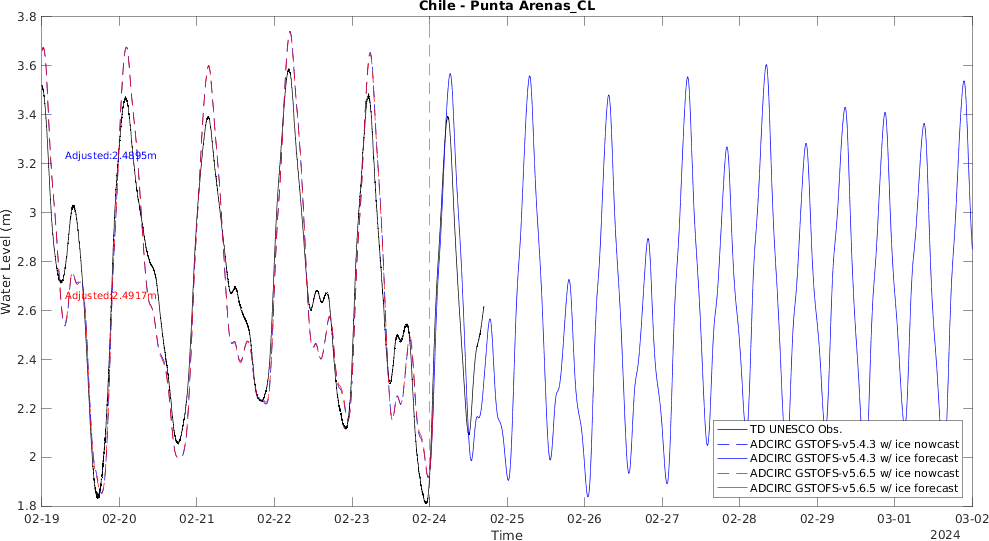 Chile - Punta Arenas_CL
3.8
3.6
3.4
3.2
3
2.8
2.6
2.4
2.2
2
1.8
Water Level (m)
Adjusted:2.4895m
Adjusted:2.4917m
TD UNESCO Obs.
ADCIRC GSTOFS-v5.4.3 w/ ice nowcast
ADCIRC GSTOFS-v5.4.3 w/ ice forecast
ADCIRC GSTOFS-v5.6.5 w/ ice nowcast
ADCIRC GSTOFS-v5.6.5 w/ ice forecast
02-19 02-20 02-21 02-22 02-23 02-24 02-25 02-26 02-27 02-28 02-29 03-01 03-02
Time
2024